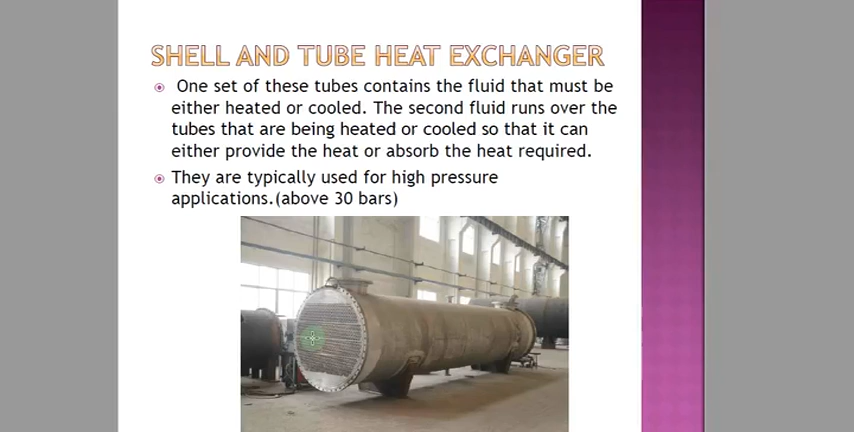 SHELL AND TUBE HEAT EXCHANGER
One set of these tubes contains the fluid that must be
either heated or cooled. The second fluid runs over the
tubes that are being heated or cooled so that it can
either provide the heat or absorb the heat required.
They are typically used for high pressure
applications.(above 30 bars)